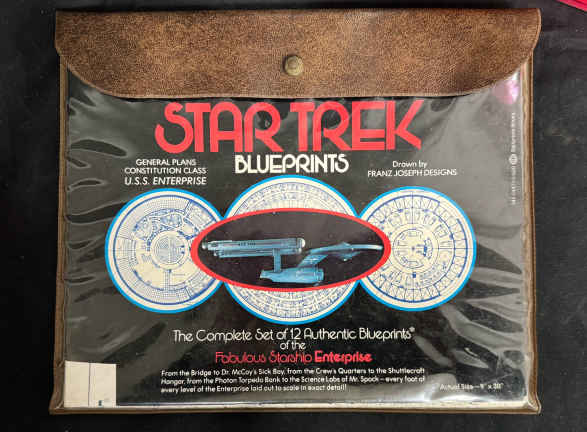 STAR TREK
BLUEPRINTS
GENERAL PLANS
CONSTITUTION CLASS
U.S.S. ENTERPRISE
Drawn by
FRANZ JOSEPH DESIGNS
Ballantine Books
The Complete Set of 12 Authentic Blueprints
of the
Fabulous Starship Enterprise
From the Bridge to Dr. McCoy's Sick Bay, from the Crew's Quarters to the Shuttlecraft
Hangar, from the Photon Torpedo Bank to the Science Labs of Mr. Spock – every foot of
every level of the Enterprise laid out to scale in exact detail!
Actual Size – 9" x 30"